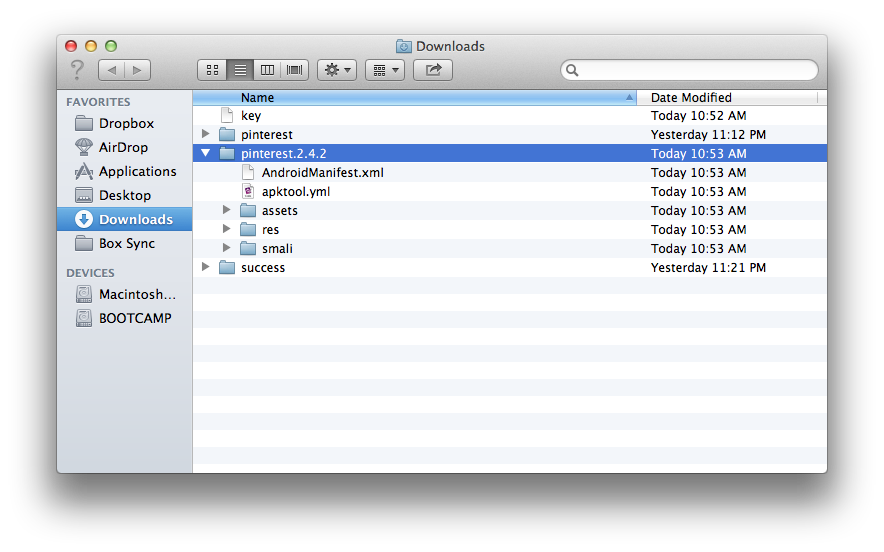 Downloads
?
Name Date Modified
FAVORITES
Dropbox
AirDrop
Applications
Desktop
Downloads
Box Sync
DEVICES
Macintosh...
BOOTCAMP
key Today 10:52 AM
pinterest Yesterday 11:12 PM
pinterest.2.4.2 Today 10:53 AM
AndroidManifest.xml Today 10:53 AM
apktool.yml Today 10:53 AM
assets Today 10:53 AM
res Today 10:53 AM
smali Today 10:53 AM
success Yesterday 11:21 PM